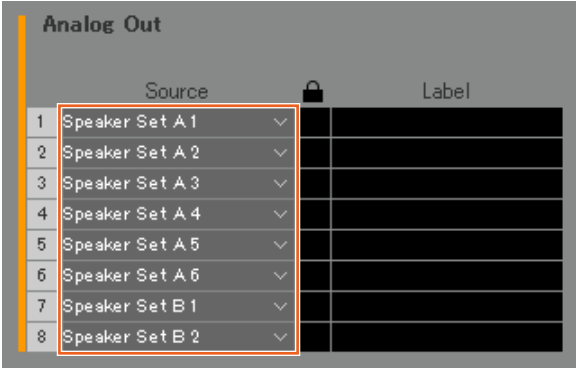 Analog Out
Source Label
1 Speaker Set A 1
2 Speaker Set A 2
3 Speaker Set A 3
4 Speaker Set A 4
5 Speaker Set A 5
6 Speaker Set A 6
7 Speaker Set B 1
8 Speaker Set B 2